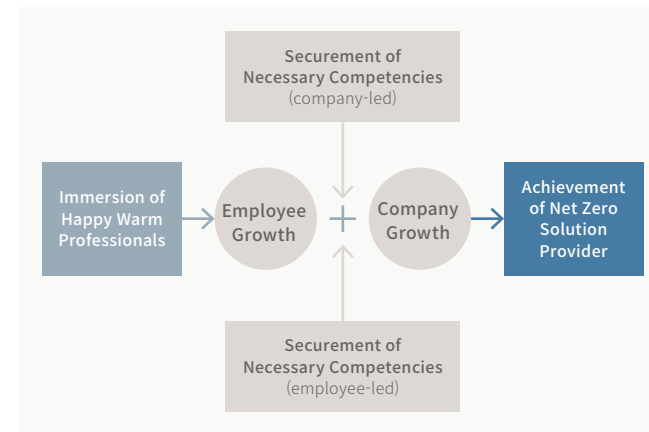 Securement of
Necessary Competencies
(company-led)
Immersion of
Happy Warm
Professionals
Employee
Growth
+
Company
Growth
Achievement
of Net Zero
Solution
Provider
Securement of
Necessary Competencies
(employee-led)